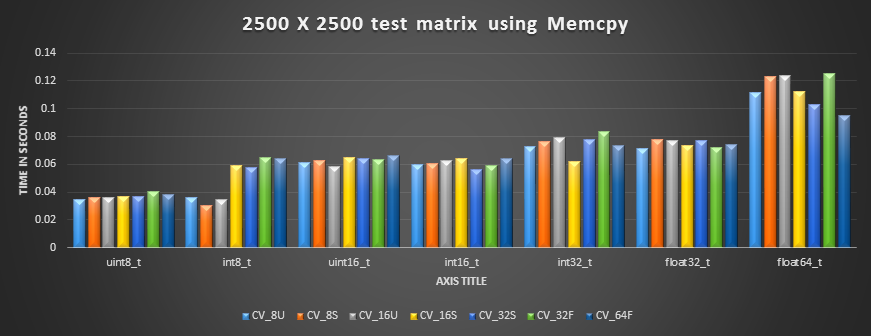 2500 X 2500 test matrix using Memcpy
0.14
0.12
0.1
0.08
0.06
0.04
0.02
0
TIME IN SECONDS
uint8_t int8_t uint16_t int16_t int32_t float32_t float64_t
AXIS TITLE
CV_8U CV_8S CV_16U CV_16S CV_32S CV_32F CV_64F